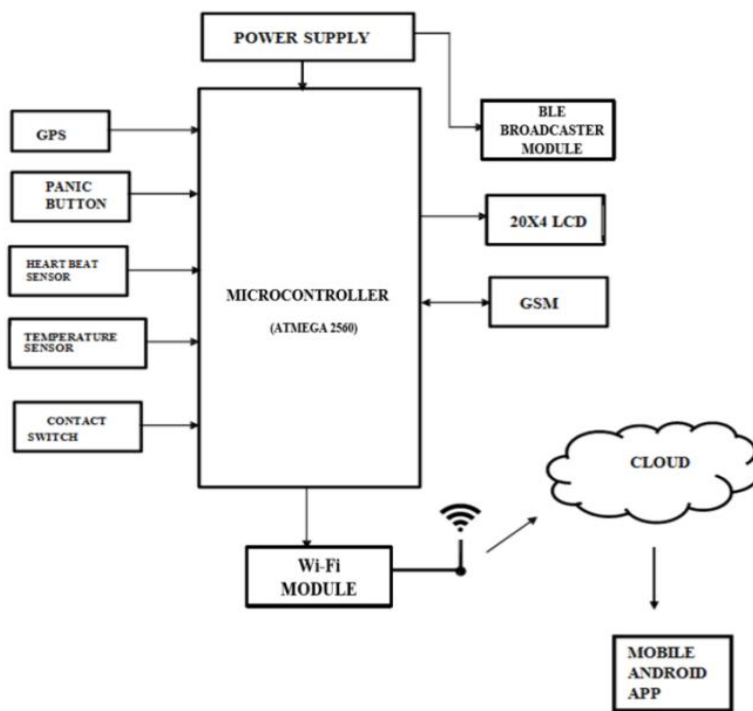 POWER SUPPLY
BLE
BROADCASTER
MODULE
GPS
PANIC
BUTTON
20X4 LCD
HEART BEAT
SENSOR
MICROCONTROLLER
(ATMEGA 2560)
GSM
TEMPERATURE
SENSOR
CONTACT
SWITCH
CLOUD
Wi-Fi
MODULE
MOBILE
ANDROID
APP